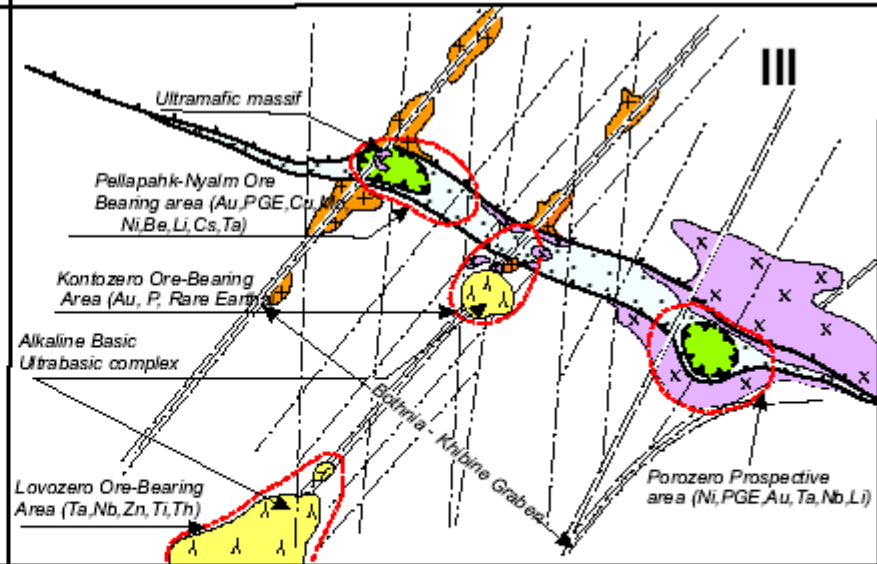 III
Ultramafic massif
Pellapahk-Nyalm Ore
Bearing area (Au,PGE,Cu,Mo,
Ni,Be,Li,Cs,Ta)
Kontozero Ore-Bearing
Area (Au, P, Rare Earth)
Alkaline Basic
Ultrabasic complex
Bothnia - Khibine Graben
Lovozero Ore-Bearing
Area (Ta,Nb,Zn,Ti,Th)
Porozero Prospective
area (Ni,PGE,Au,Ta,Nb,Li)